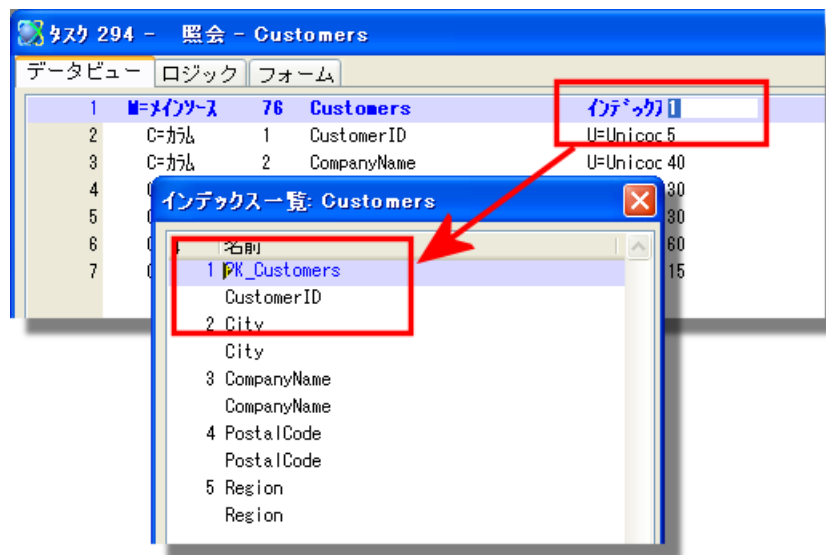 タスク 294 - 照会 - Customers
データビュー ロジック フォーム
1 M=メインソース 76 Customers インデックス 1
2 C=カラム 1 CustomerID U=Unicoc 5
3 C=カラム 2 CompanyName U=Unicoc 40
4 30
5 30
6 60
7 15
インデックス一覧: Customers
名前
1 PK_Customers
CustomerID
2 City
City
3 CompanyName
CompanyName
4 PostalCode
PostalCode
5 Region
Region